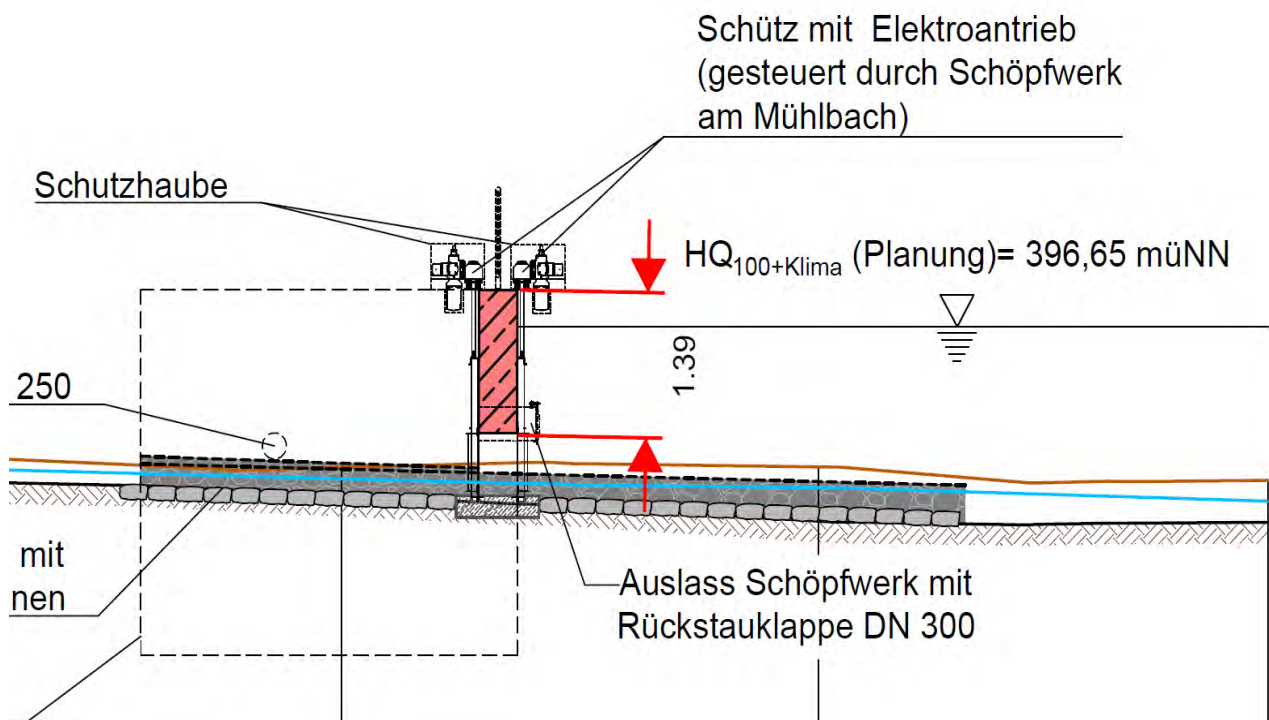 Schütz mit Elektroantrieb
(gesteuert durch Schöpfwerk
am Mühlbach)
Schutzhaube
HQ100+Klima (Planung)= 396,65 müNN
1.39
250
mit
nen
Auslass Schöpfwerk mit
Rückstauklappe DN 300